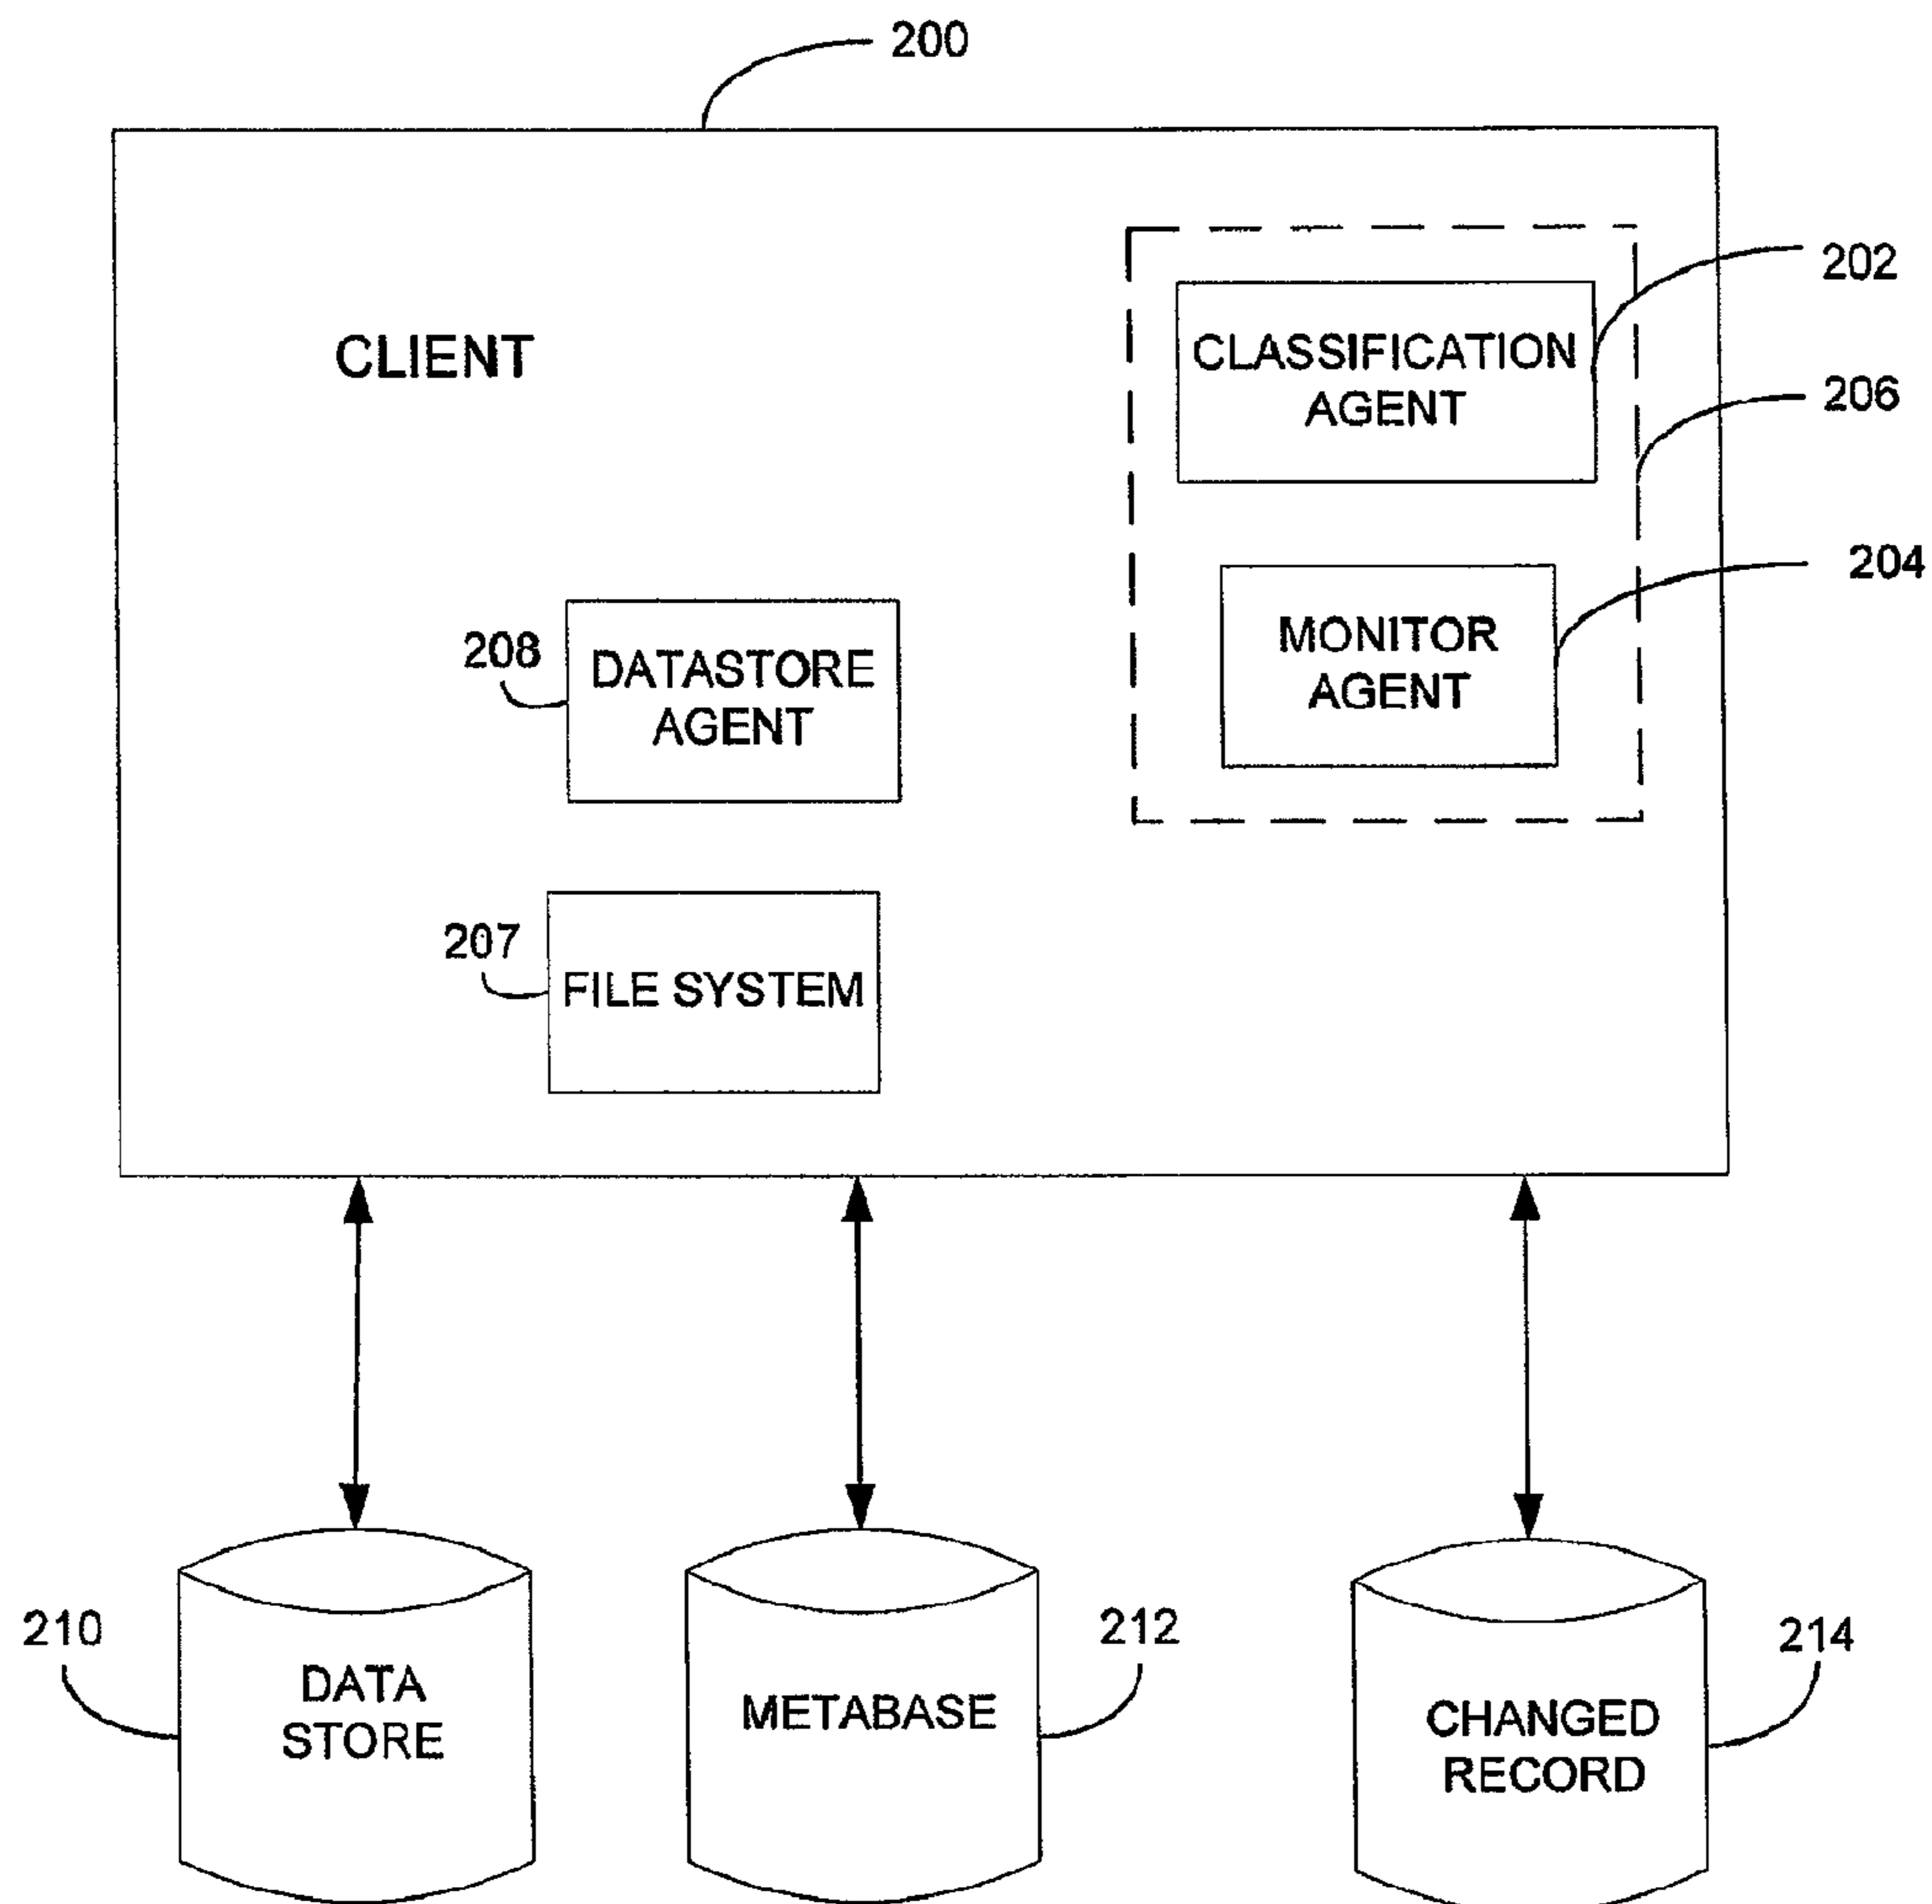 200
CLIENT
202
CLASSIFICATION
AGENT
206
204
MONITOR
AGENT
208
DATASTORE
AGENT
207
FILE SYSTEM
210
DATA
STORE
212
METABASE
214
CHANGED
RECORD